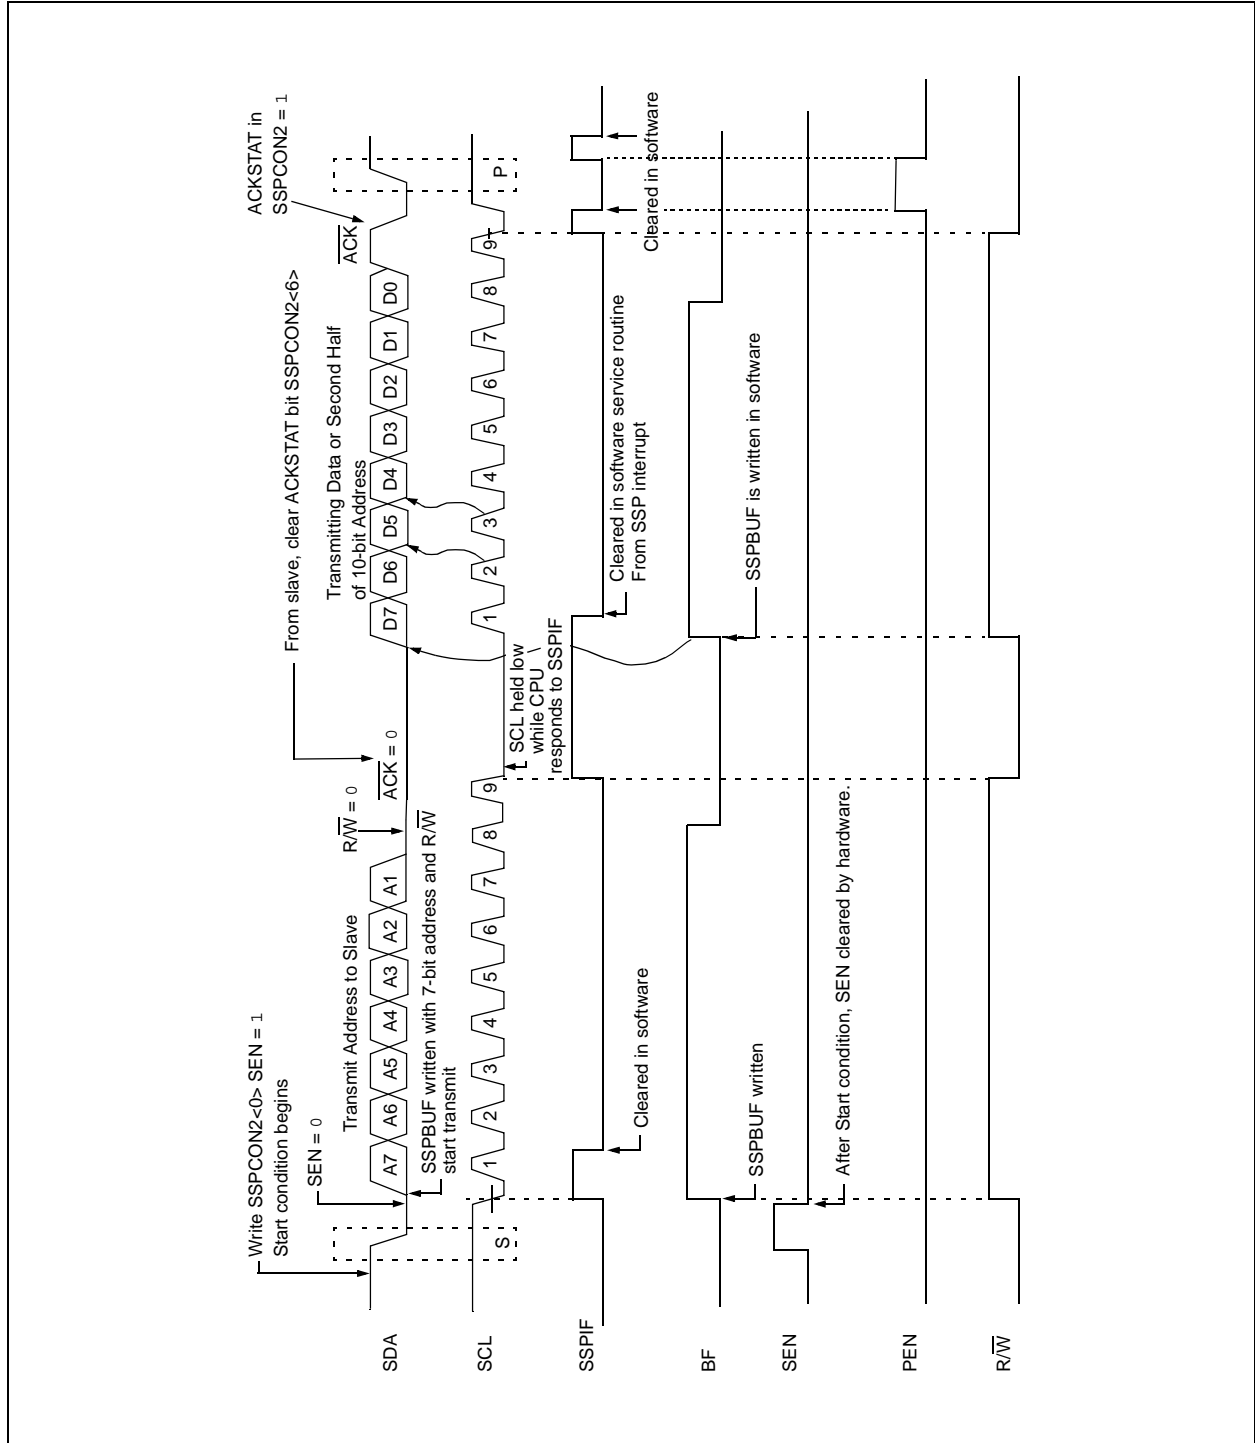 Write SSPCON2<0> SEN = 1
Start condition begins
SEN = 0
Transmit Address to Slave
R/W = 0
From slave, clear ACKSTAT bit SSPCON2<6>
ACK = 0
Transmitting Data or Second Half
of 10-bit Address
ACK
ACKSTAT in
SSPCON2 = 1
SDA
A7 A6 A5 A4 A3 A2 A1
D7 D6 D5 D4 D3 D2 D1 D0
SSPBUF written with 7-bit address and R/W
start transmit
SCL
S
1 2 3 4 5 6 7 8 9
1 2 3 4 5 6 7 8 9
P
SCL held low
while CPU
responds to SSPIF
SSPIF
Cleared in software
Cleared in software service routine
From SSP interrupt
Cleared in software
BF
SSPBUF written
SSPBUF is written in software
SEN
After Start condition, SEN cleared by hardware.
PEN
R/W